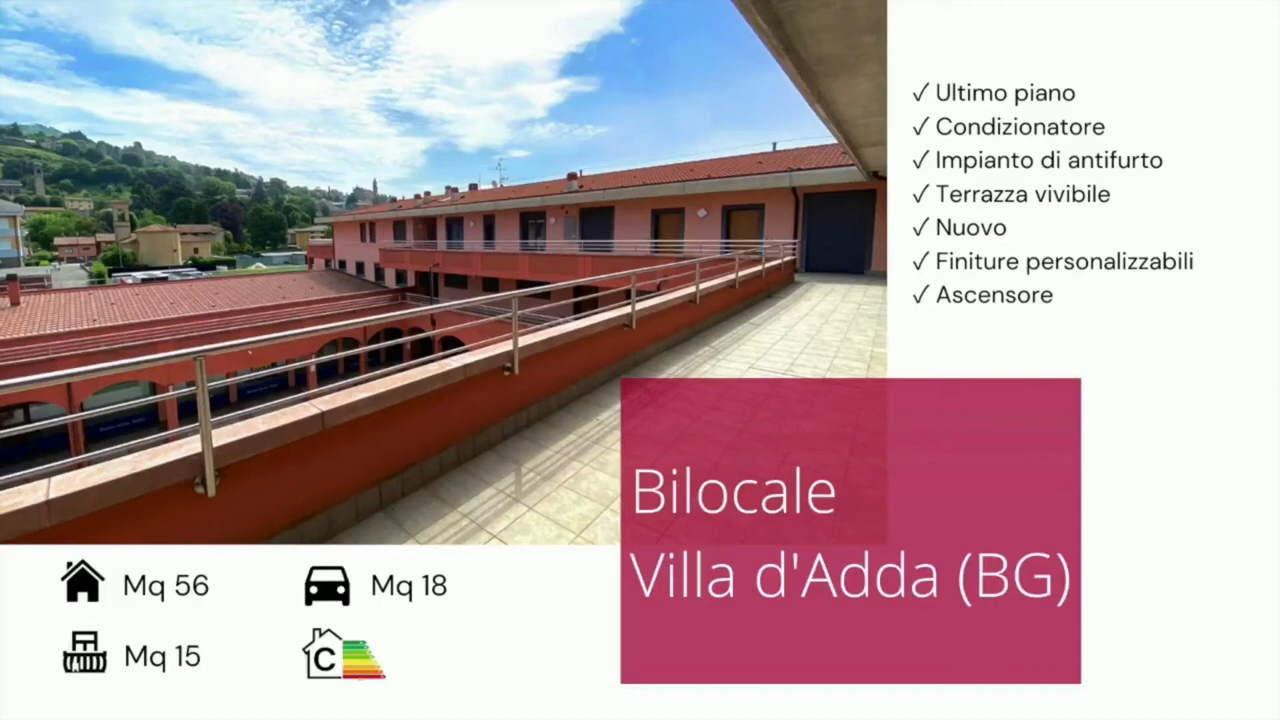 ✓ Ultimo piano
✓ Condizionatore
✓ Impianto di antifurto
✓ Terrazza vivibile
✓ Nuovo
✓ Finiture personalizzabili
✓ Ascensore
Bilocale
Villa d'Adda (BG)
Mq 56
Mq 18
Mq 15
C